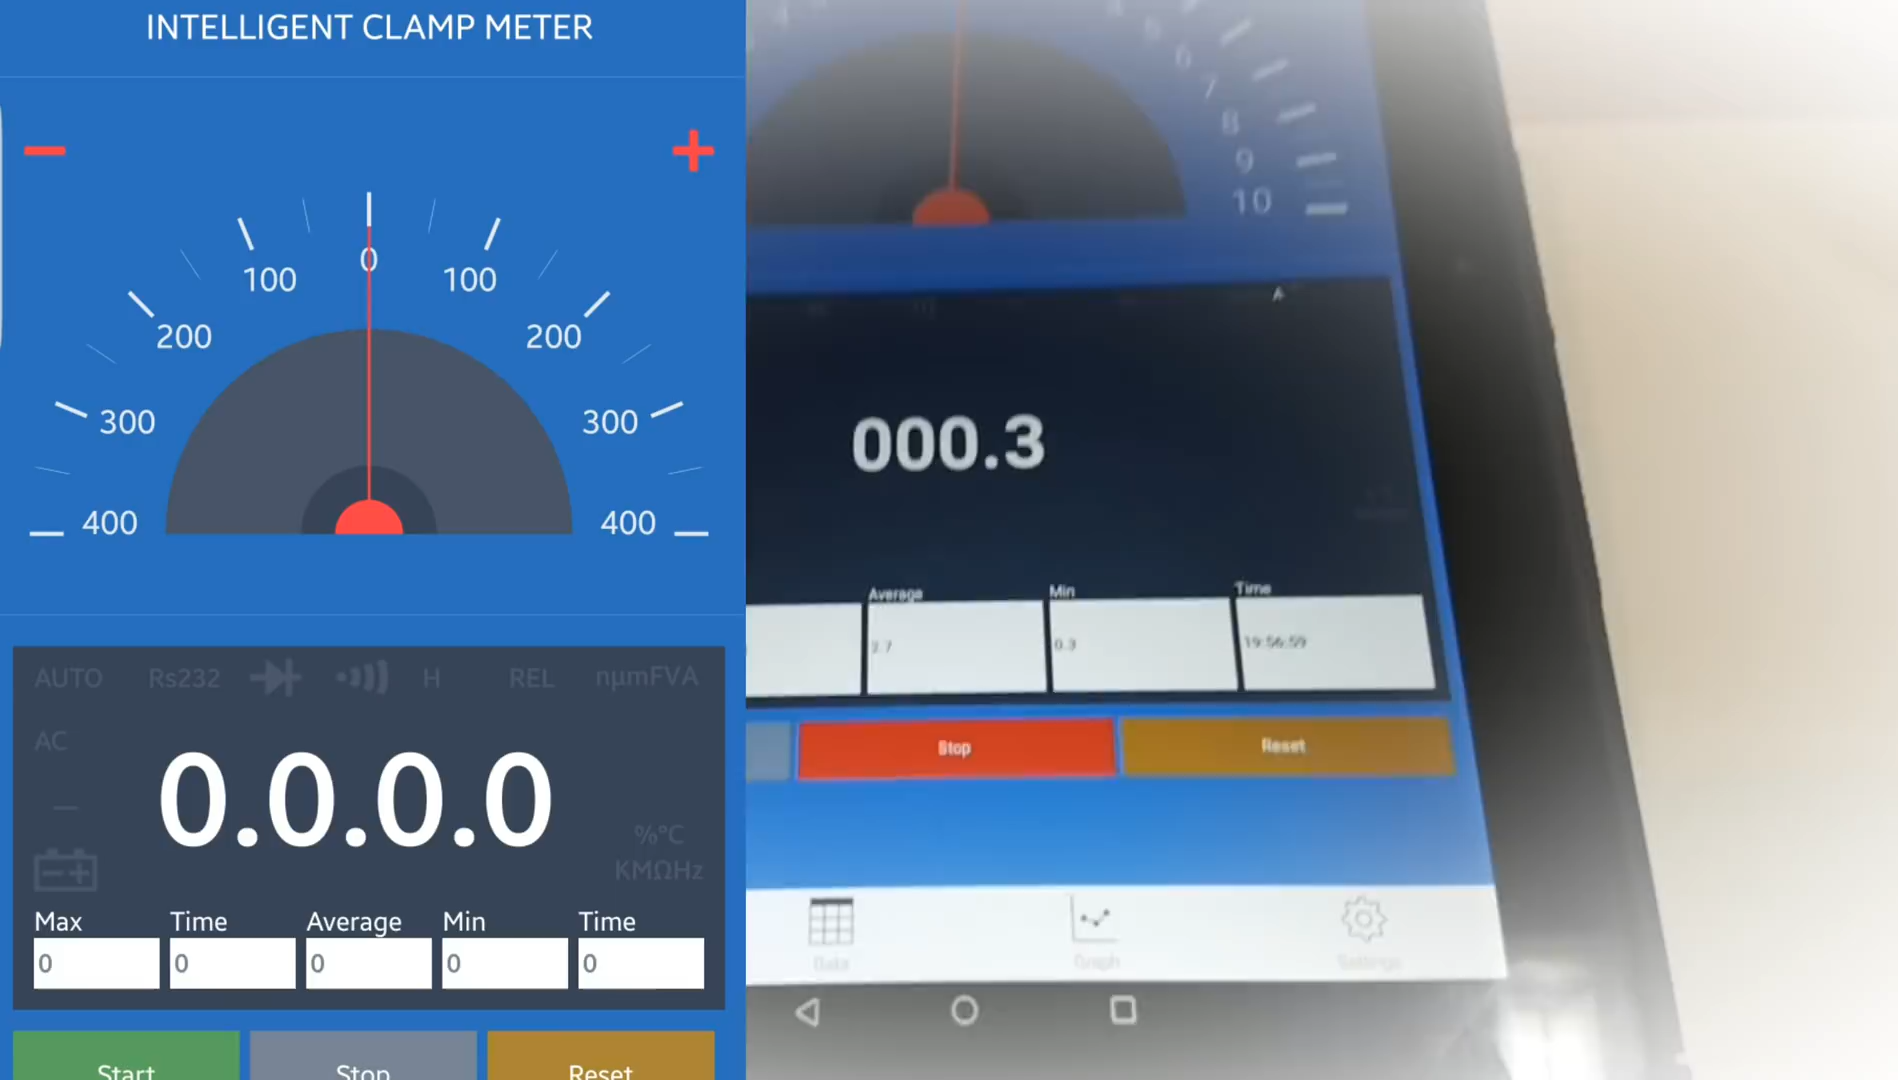 INTELLIGENT CLAMP METER
0
100
100
200
200
300
300
400
400
AUTO Rs232 H REL nµmFVA
AC
0.0.0.0
%°C
KMΩHz
Max Time Average Min Time
0 0 0 0 0
Start Stop Reset
6
7
8
9
10
A
000.3
Average Min Time
0.3 19:56:59
Stop Reset
Data Graph Settings